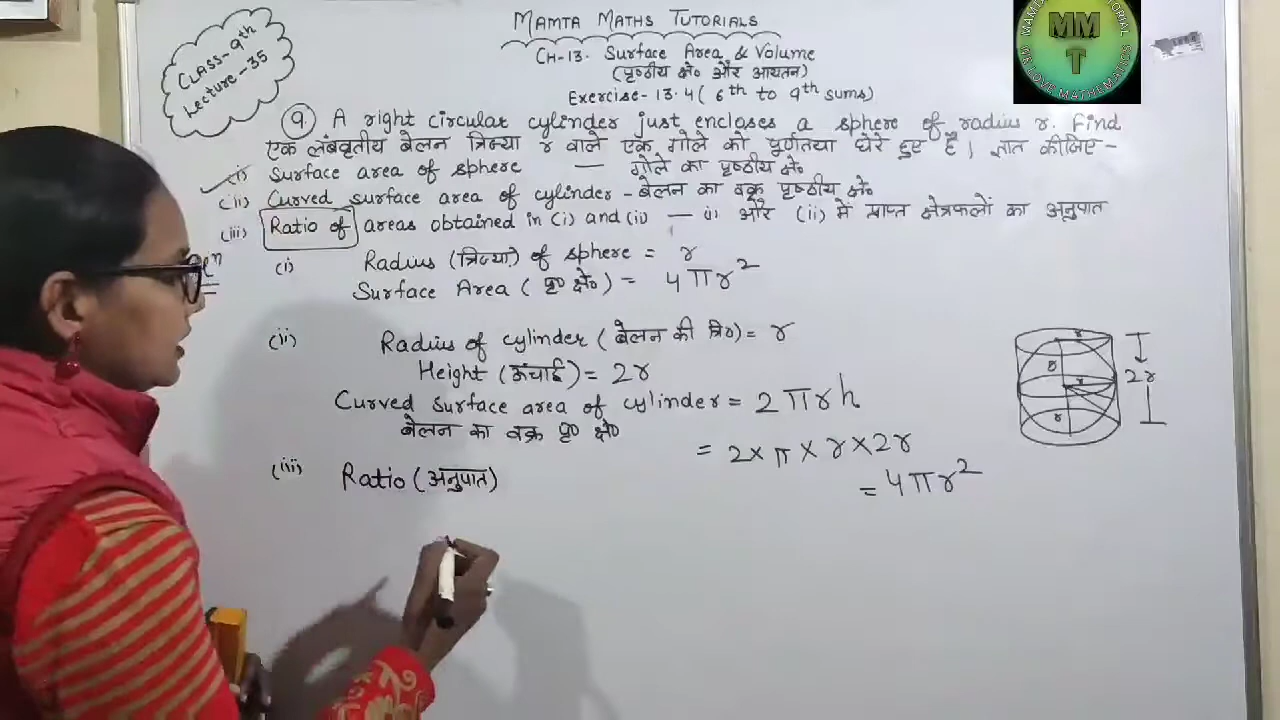 MAMTA MATHS TUTORIALS
CLASS-9th
Lecture-35
CH-13. Surface Area & Volume
(पृष्ठीय क्षे० और आयतन)
Exercise-13.4 (6th to 9th sums)
MM
T
WE LOVE MATHEMATICS
9. A right circular cylinder just encloses a sphere of radius r. Find
एक लंबवृत्तीय बेलन त्रिज्या r वाले एक गोले को पूर्णतया घेरे हुए है। ज्ञात कीजिए -
(i) Surface area of sphere — गोले का पृष्ठीय क्षे०
(ii) Curved surface area of cylinder - बेलन का वक्र पृष्ठीय क्षे०
(iii) Ratio of areas obtained in (i) and (ii) — (i) और (ii) में प्राप्त क्षेत्रफलों का अनुपात
(i) Radius (त्रिज्या) of sphere = r
Surface Area (पृ० क्षे०) = 4πr²
(ii) Radius of cylinder (बेलन की त्रि०) = r
Height (ऊंचाई) = 2r
Curved surface area of cylinder = 2πrh
बेलन का वक्र पृ० क्षे०
= 2×π×r×2r
= 4πr²
(iii) Ratio (अनुपात)
r
r
r
r
2r